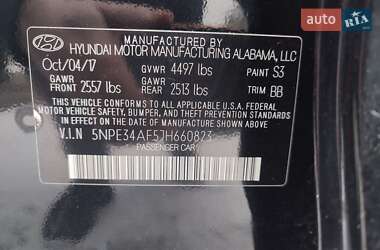 auto RIA
HYUNDAI MOTOR MANUFACTURING ALABAMA, LLC
Oct/04/17 GVWR 4497 lbs PAINT S3
GAWR GAWR
FRONT 2557 lbs REAR 2513 lbs TRIM BB
THIS VEHICLE CONFORMS TO ALL APPLICABLE
FEDERAL MOTOR VEHICLE SAFETY,
BUMPER, AND THEFT PREVENTION STANDARDS
IN EFFECT ON THE DATE OF MANUFACTURE
SHOWN ABOVE.
V.I.N 5NPE34AF5JH660823
PASSENGER CAR